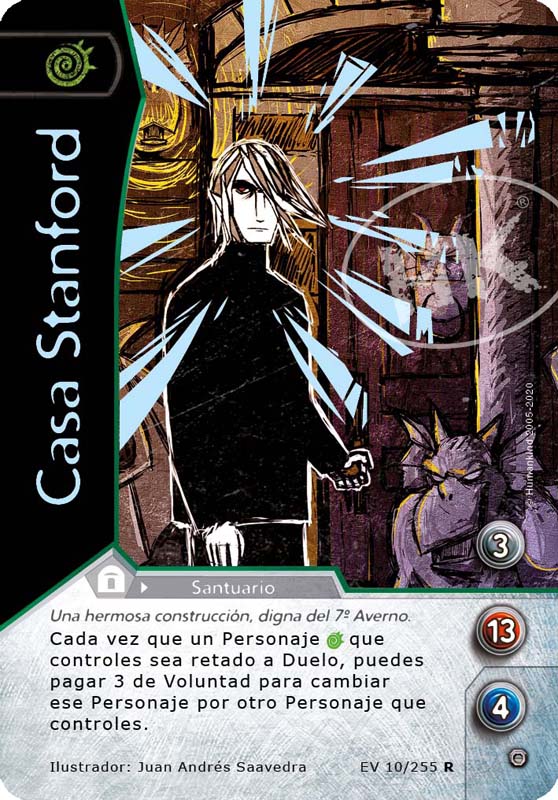 Casa Stanford
HK ®
© Humankind 2005-2020
3
Santuario
Una hermosa construcción, digna del 7º Averno.
Cada vez que un Personaje que
controles sea retado a Duelo, puedes
pagar 3 de Voluntad para cambiar
ese Personaje por otro Personaje que
controles.
13
4
Ilustrador: Juan Andrés Saavedra
EV 10/255 R